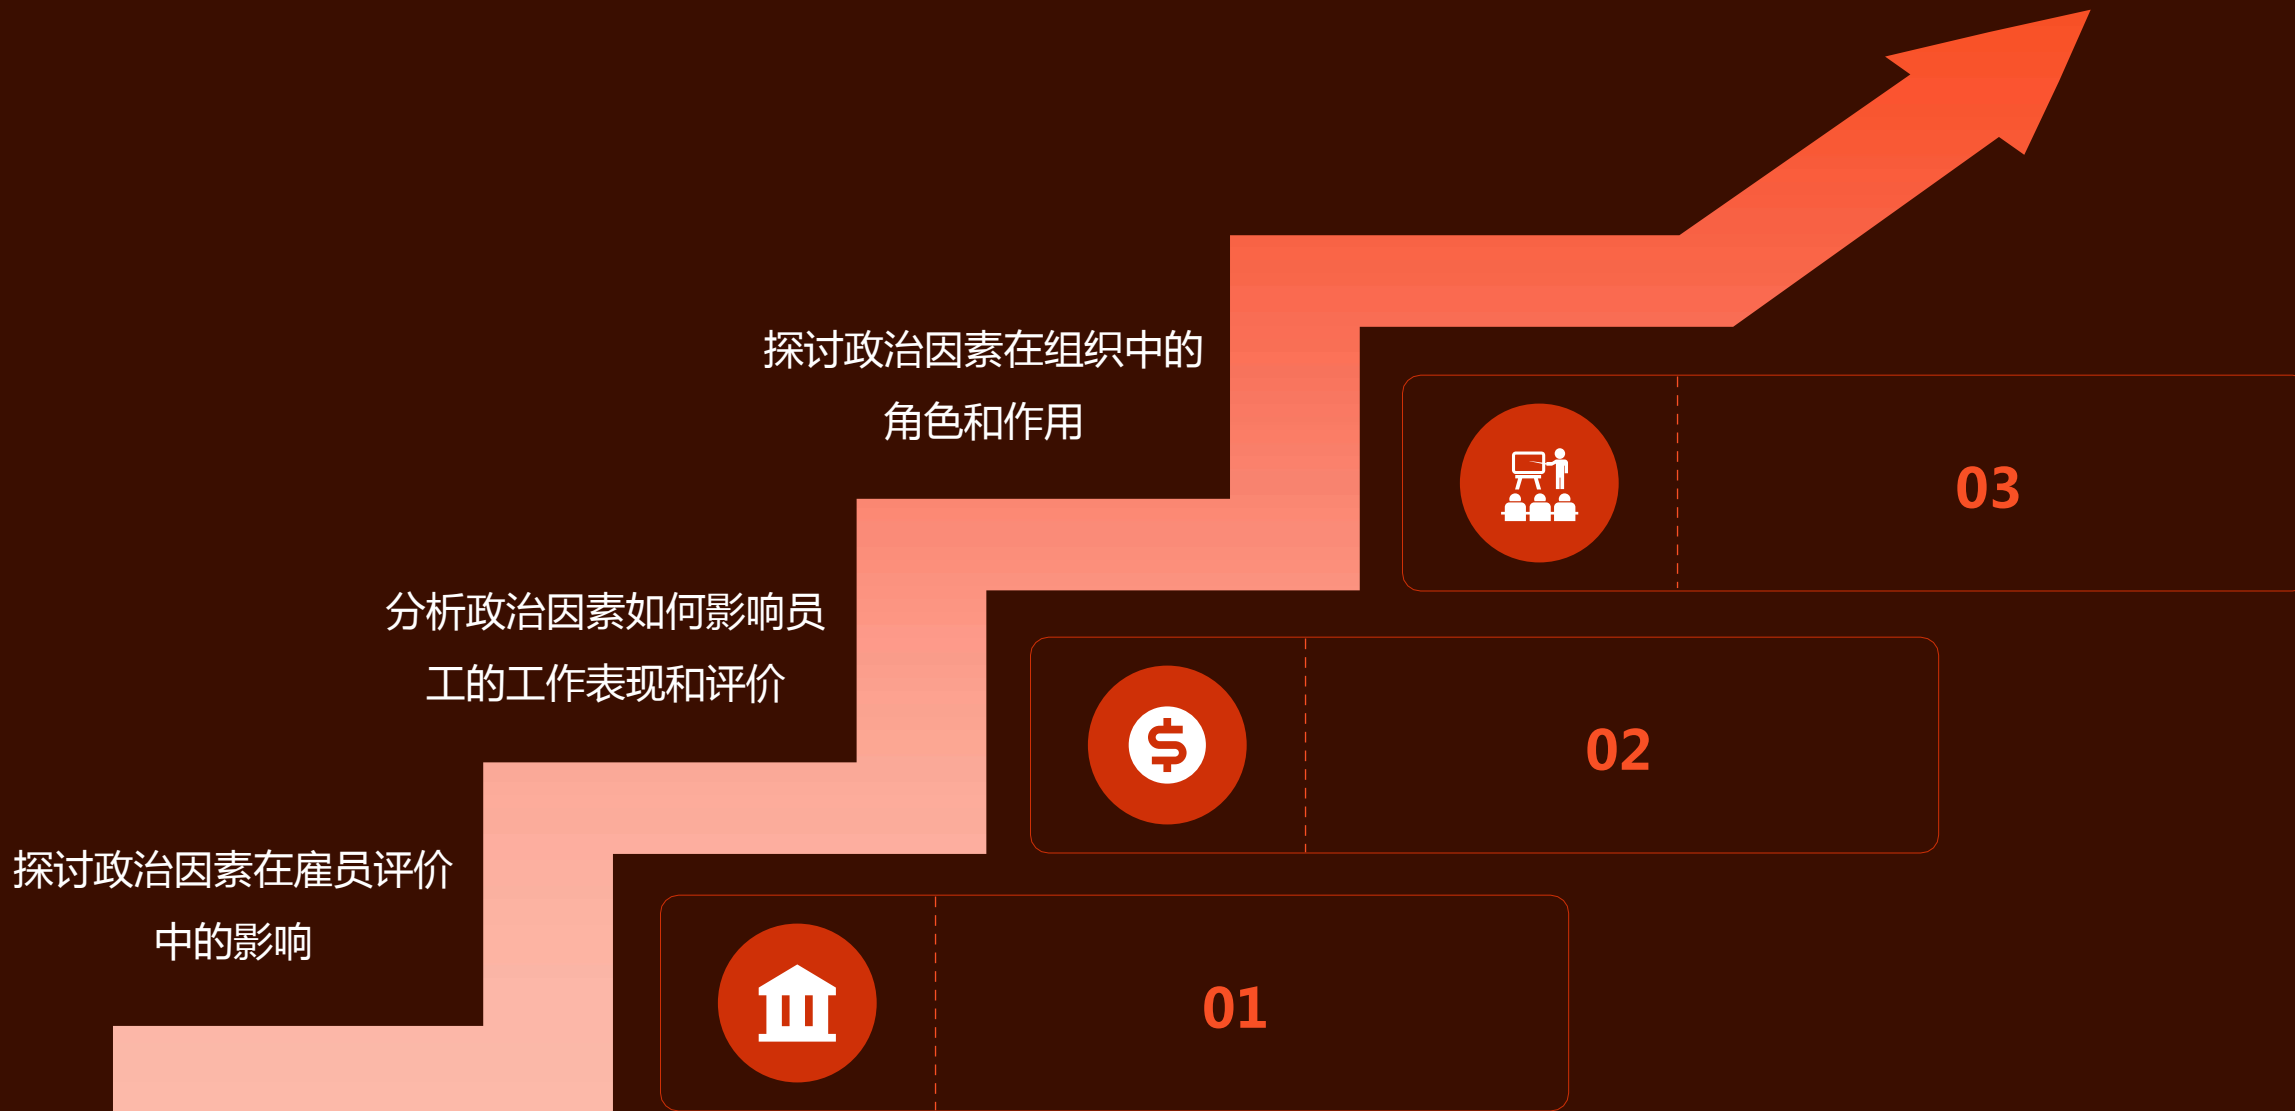 探讨政治因素在组织中的
角色和作用
03
分析政治因素如何影响员
工的工作表现和评价
02
探讨政治因素在雇员评价
中的影响
01